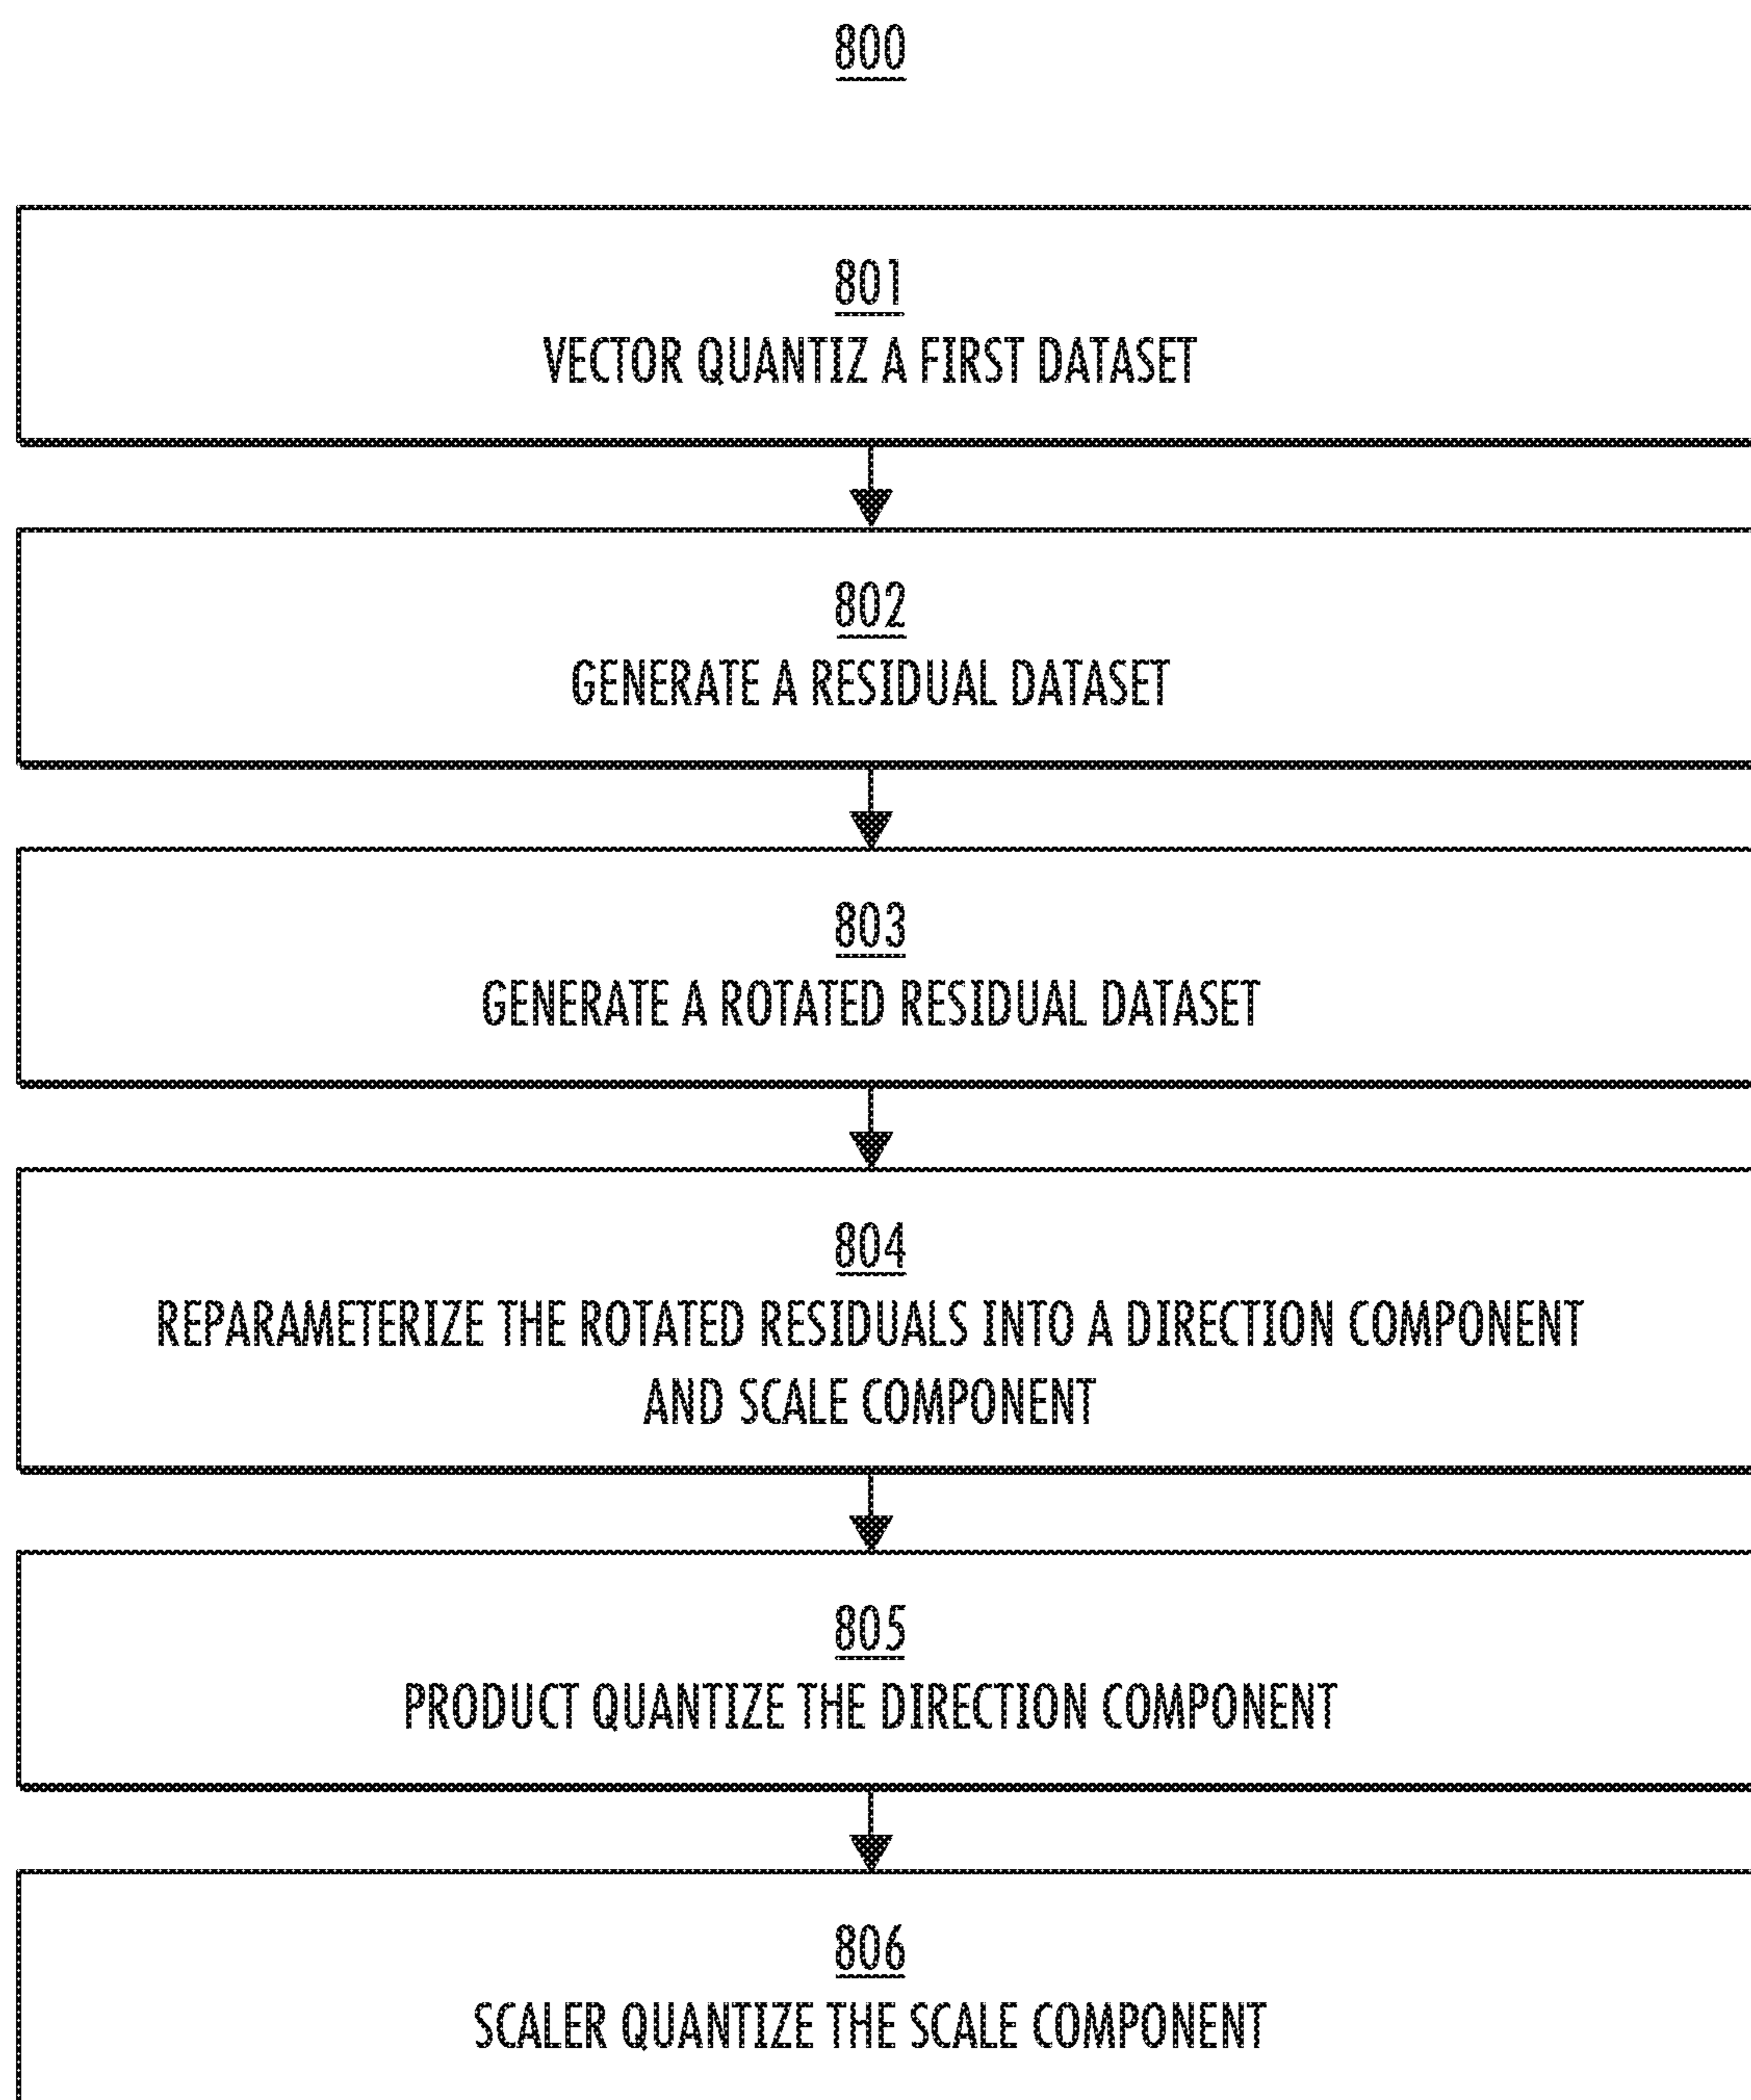 800
801
VECTOR QUANTIZ A FIRST DATASET
802
GENERATE A RESIDUAL DATASET
803
GENERATE A ROTATED RESIDUAL DATASET
804
REPARAMETERIZE THE ROTATED RESIDUALS INTO A DIRECTION COMPONENT
AND SCALE COMPONENT
805
PRODUCT QUANTIZE THE DIRECTION COMPONENT
806
SCALER QUANTIZE THE SCALE COMPONENT